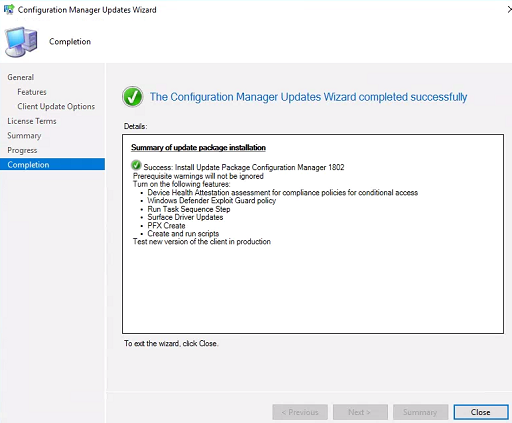 Configuration Manager Updates Wizard
Completion
General
Features
Client Update Options
License Terms
Summary
Progress
Completion
The Configuration Manager Updates Wizard completed successfully
Details:
Summary of update package installation
Success: Install Update Package Configuration Manager 1802
Prerequisite warnings will not be ignored
Turn on the following features:
• Device Health Attestation assessment for compliance policies for conditional access
• Windows Defender Exploit Guard policy
• Run Task Sequence Step
• Surface Driver Updates
• PFX Create
• Create and run scripts
Test new version of the client in production
To exit the wizard, click Close.
< Previous
Next >
Summary
Close